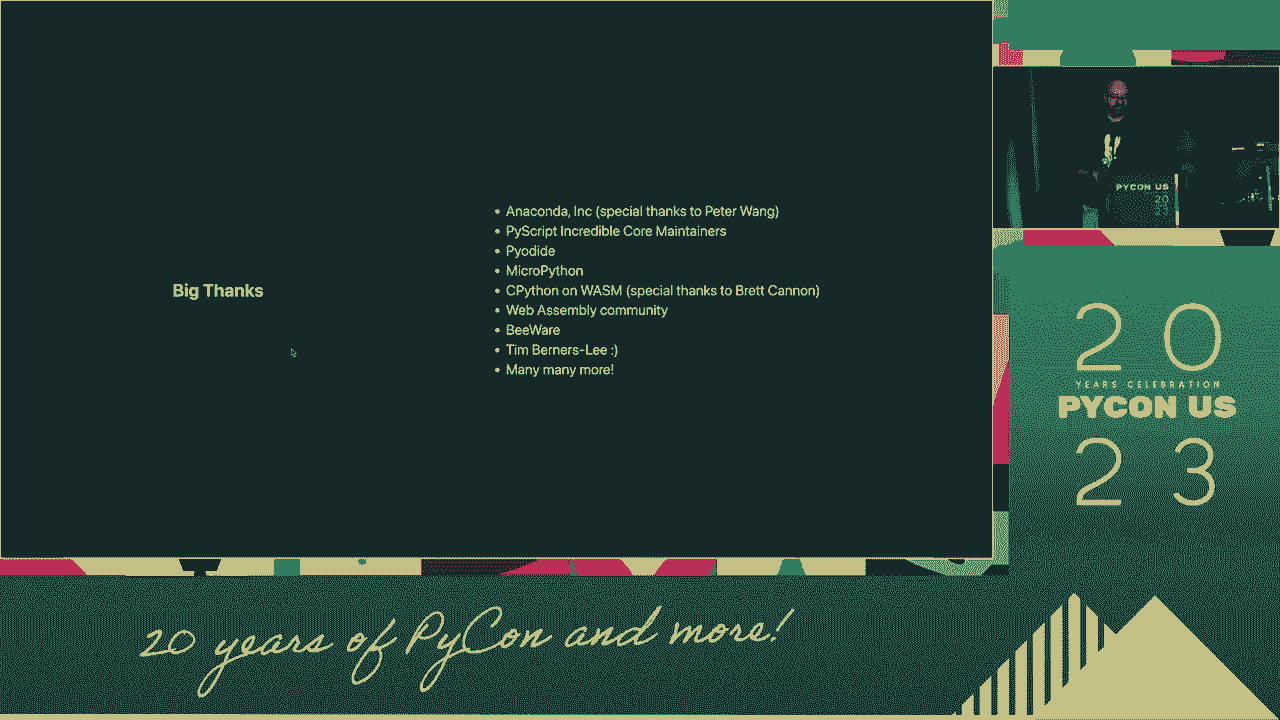 Big Thanks
• Anaconda, Inc (special thanks to Peter Wang)
• PyScript Incredible Core Maintainers
• Pyodide
• MicroPython
• CPython on WASM (special thanks to Brett Cannon)
• Web Assembly community
• BeeWare
• Tim Berners-Lee :)
• Many many more!
PYCON US
20
23
20
YEARS CELEBRATION
PYCON US
23
20 years of PyCon and more!